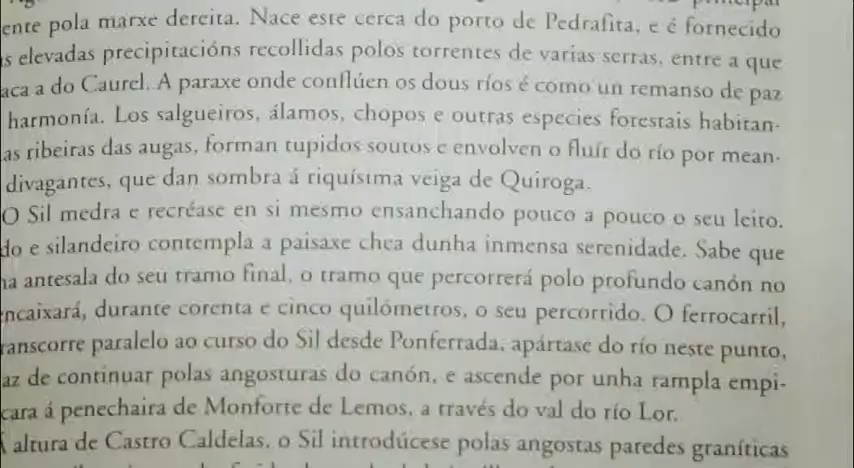 ente pola marxe dereita. Nace este cerca do porto de Pedrafita, e é fornecido
s elevadas precipitacións recollidas polos torrentes de varias serras, entre a que
aca a do Caurel. A paraxe onde conflúen os dous ríos é como un remanso de paz
harmonía. Los salgueiros, álamos, chopos e outras especies forestais habitan-
as ribeiras das augas, forman tupidos soutos e envolven o fluír do río por mean-
divagantes, que dan sombra á riquísima veiga de Quiroga.
O Sil medra e recréase en si mesmo ensanchando pouco a pouco o seu leito.
do e silandeiro contempla a paisaxe chea dunha inmensa serenidade. Sabe que
na antesala do seu tramo final, o tramo que percorrerá polo profundo canón no
encaixará, durante corenta e cinco quilómetros, o seu percorrido. O ferrocarril,
ranscorre paralelo ao curso do Sil desde Ponferrada, apártase do río neste punto,
az de continuar polas angosturas do canón, e ascende por unha rampla empi-
cara á penechaira de Monforte de Lemos, a través do val do río Lor.
A altura de Castro Caldelas, o Sil introdúcese polas angostas paredes graníticas